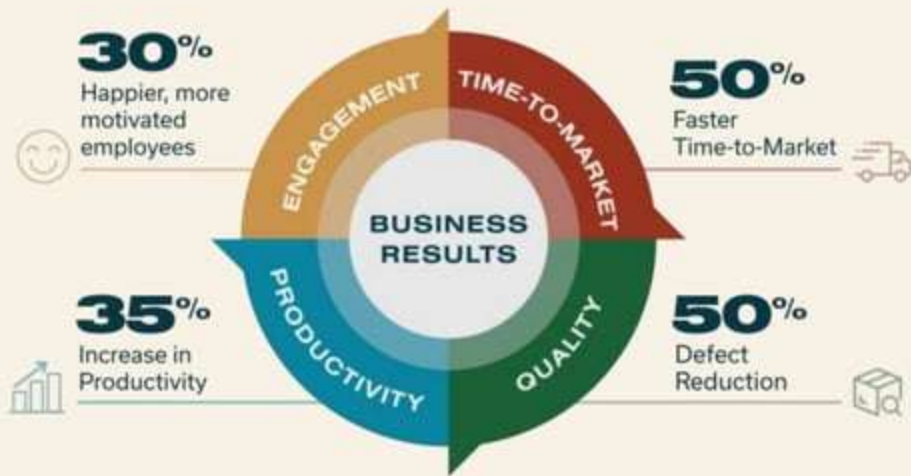 30%
Happier, more
motivated
employees
ENGAGEMENT
TIME-TO-MARKET
50%
Faster
Time-to-Market
BUSINESS
RESULTS
35%
Increase in
Productivity
PRODUCTIVITY
QUALITY
50%
Defect
Reduction